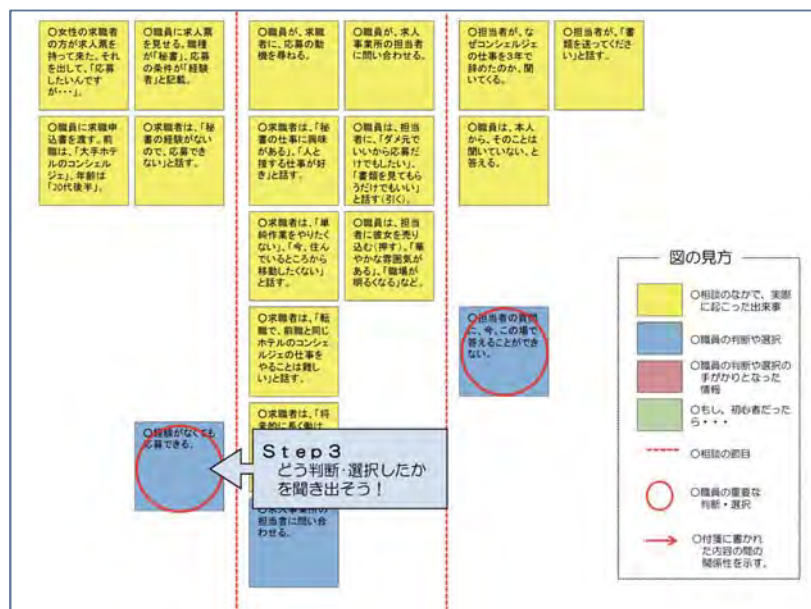 ○女性の求職者
の方が求人票を
持って来た。それ
を出して、「応募
したいんです
が・・・」。
○職員に求人票
を見せる。職種
が「秘書」、応募
の条件が「経験
者」と記載。
○職員に求職申
込書を渡す。前
職は、「大手ホテ
ルのコンシェル
ジェ」、年齢は
「20代後半」。
○求職者は、「秘
書の経験がない
ので、応募でき
ない」と話す。
○職員が、求職
者に、応募の動
機を尋ねる。
○職員が、求人
事業所の担当者
に問い合わせる。
○求職者は、「秘
書の仕事に興味
がある」、「人と
接する仕事が好
き」と話す。
○職員は、担当
者に、「ダメ元で
いいから応募だ
けでもしたい」、
「書類を見てもら
うだけでもいい」
と話す(引く)。
○求職者は、「単
純作業をやりたく
ない」、「今、住ん
でいるところから
移動したくない」
と話す。
○職員は、担当
者に彼女を売り
込む(押す)。「華
やかな雰囲気が
ある」、「職場が
明るくなる」など。
○求職者は、「転
職で、前職と同じ
ホテルのコンシェ
ルジェの仕事を
やることは難し
い」と話す。
○求職者は、「将
来的に長く働け
○求人事業所の
担当者に問い合
わせる。
○経験がなくても
応募できる。
Step3
どう判断・選択したか
を聞き出そう！
○担当者が、な
ぜコンシェルジェ
の仕事を3年で
辞めたのか、聞
いてくる。
○担当者が、「書
類を送ってくださ
い」と話す。
○職員は、本人
から、そのことは
聞いていない、と
答える。
○担当者の質問
に、今、この場で
答えることができ
ない。
図の見方
○相談のなかで、実際
に起こった出来事
○職員の判断や選択
○職員の判断や選択の
手がかりとなった
情報
○もし、初心者だった
ら・・・
○相談の節目
○職員の重要な
判断・選択
○付箋に書かれ
た内容の間の
関係性を示す。